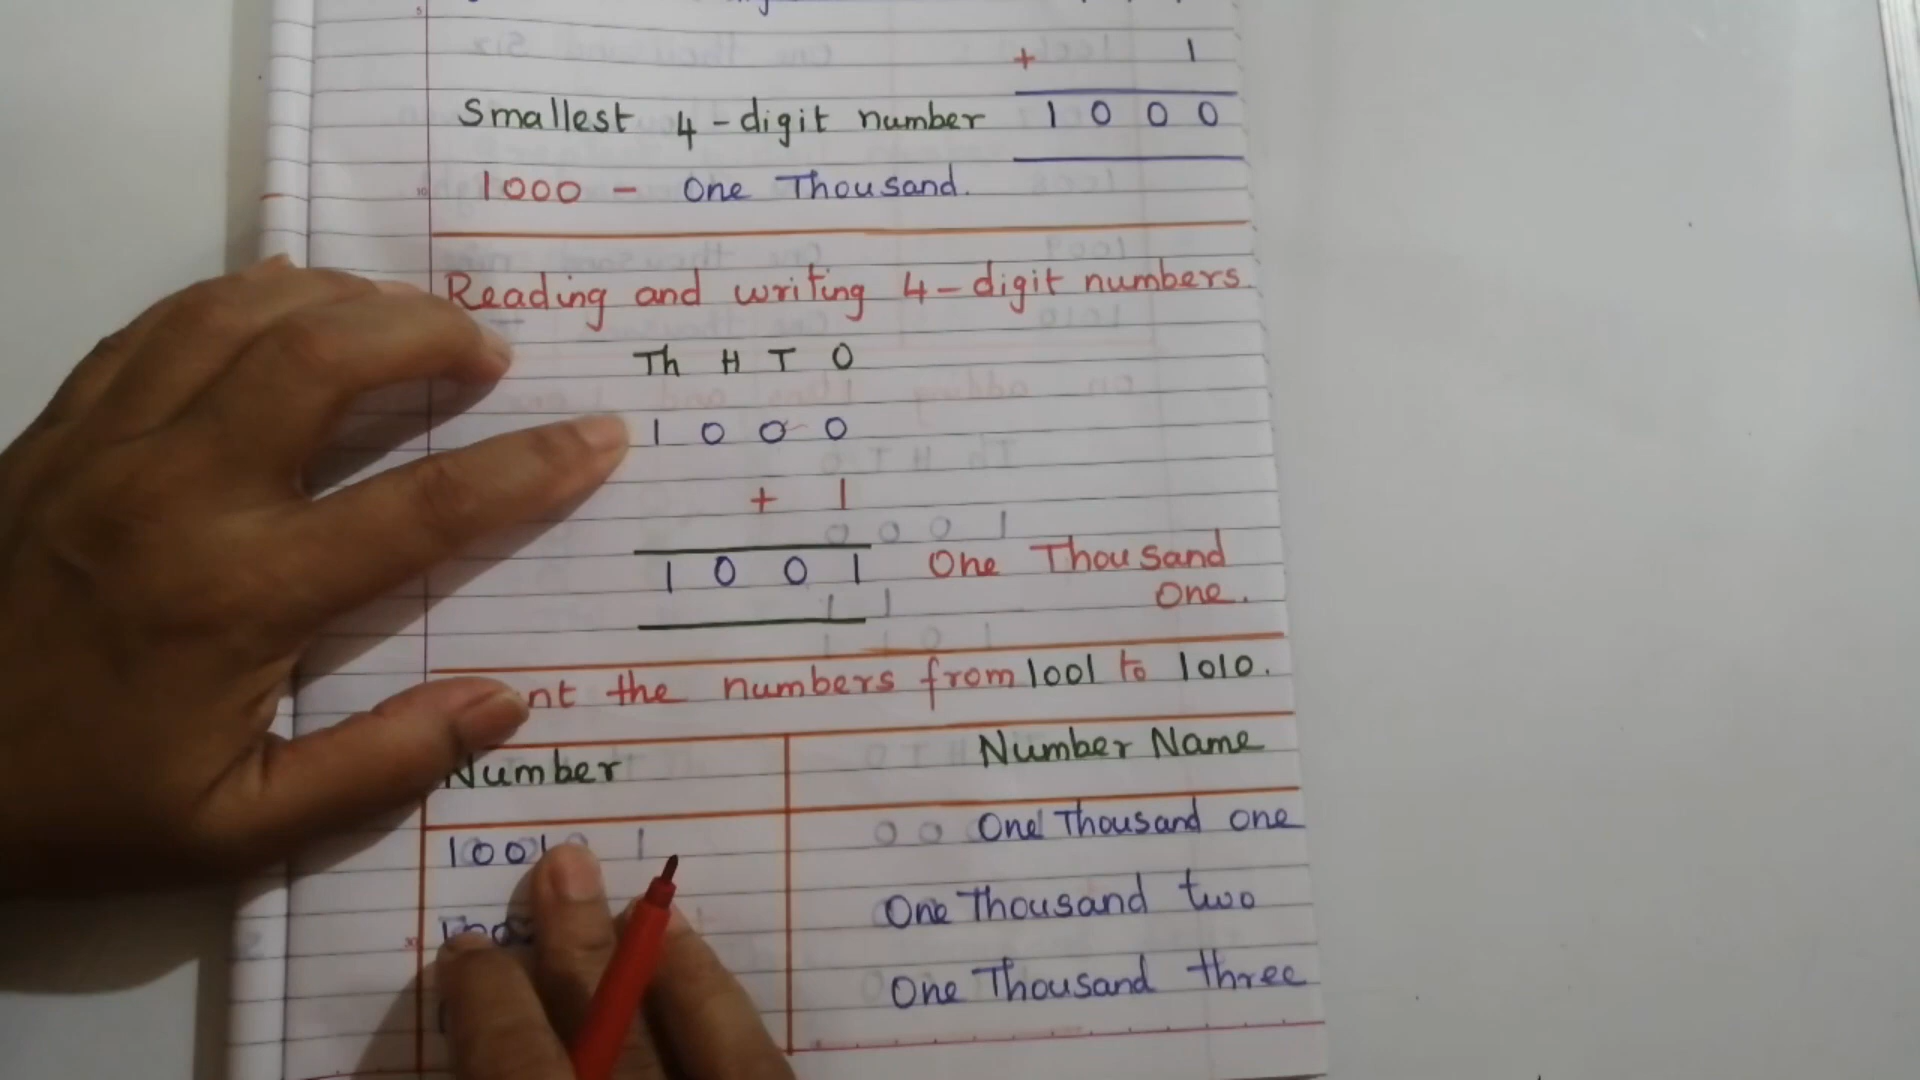 + 1
Smallest 4-digit number 1 0 0 0
1000 - One Thousand.
Reading and writing 4-digit numbers.
Th H T O
1 0 0 0
+ 1
1 0 0 1 One Thousand
One.
the numbers from 1001 to 1010.
Number Number Name
1001 One Thousand one
One Thousand two
One Thousand three